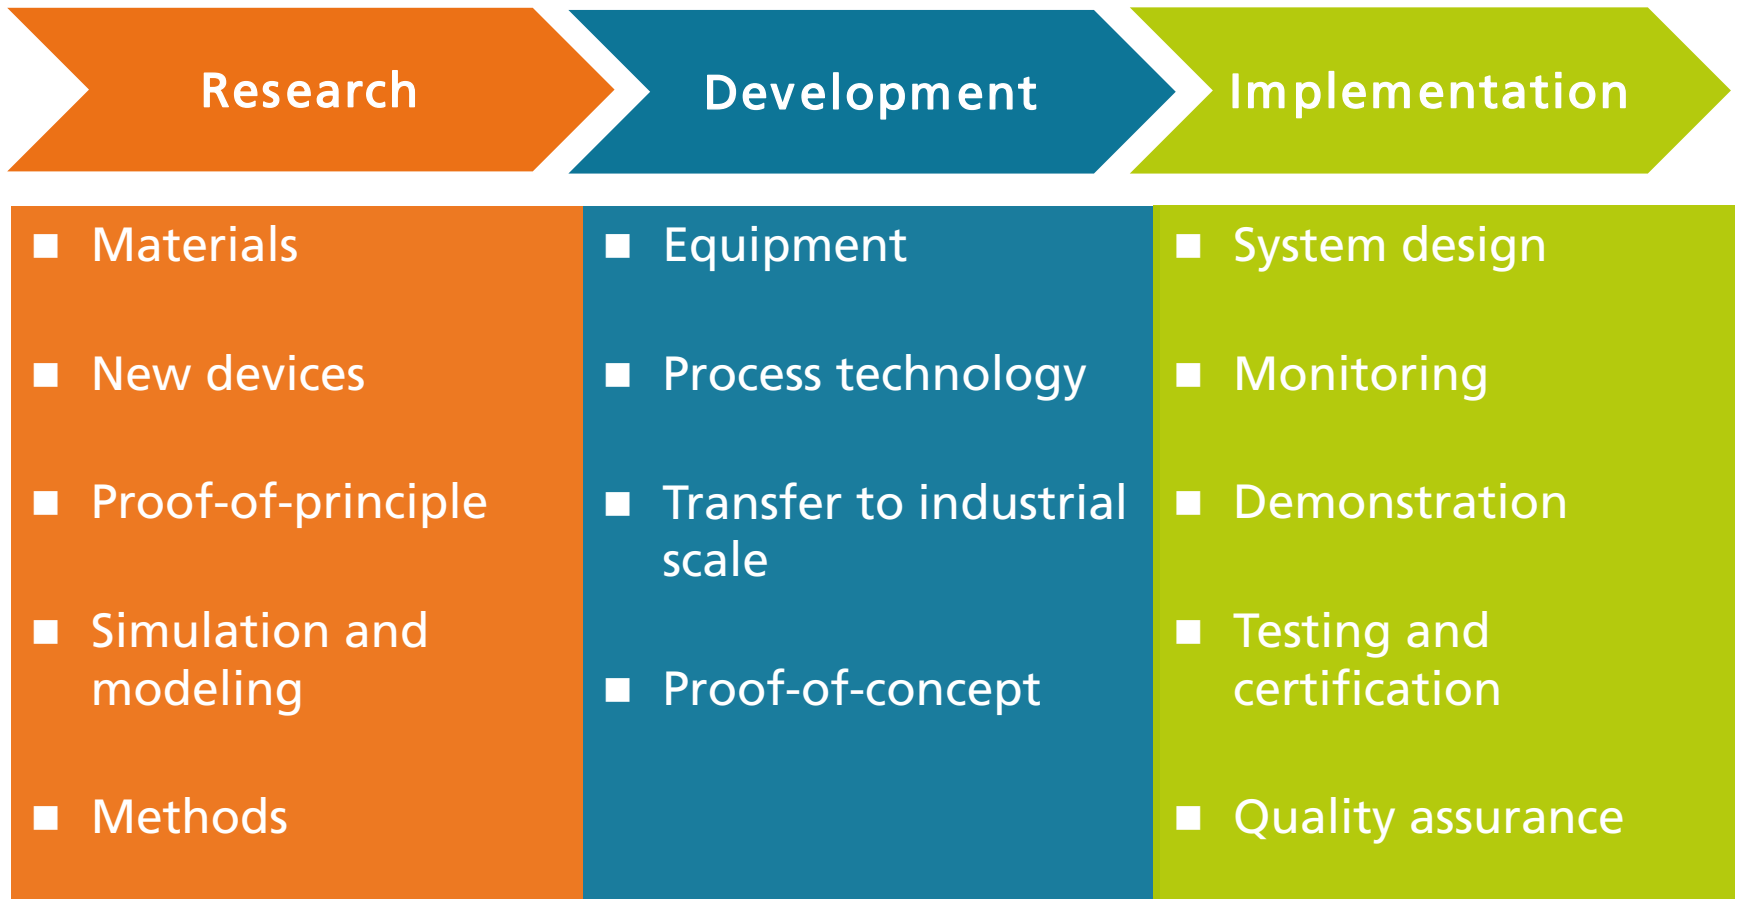 Research
Development
Implementation
Materials
New devices
Proof-of-principle
Simulation and
modeling
Methods
Equipment
Process technology
Transfer to industrial
scale
Proof-of-concept
System design
Monitoring
Demonstration
Testing and
certification
Quality assurance